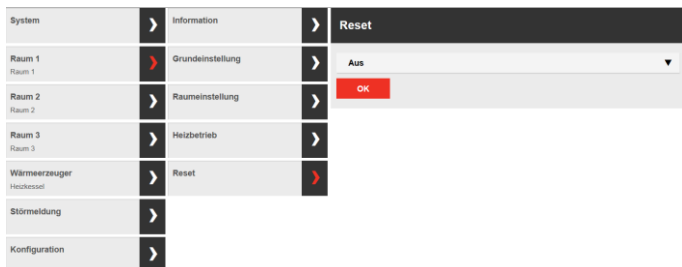 System
Raum 1
Raum 1
Raum 2
Raum 2
Raum 3
Raum 3
Wärmeerzeuger
Heizkessel
Störmeldung
Konfiguration
Information
Grundeinstellung
Raumeinstellung
Heizbetrieb
Reset
Reset
Aus
OK